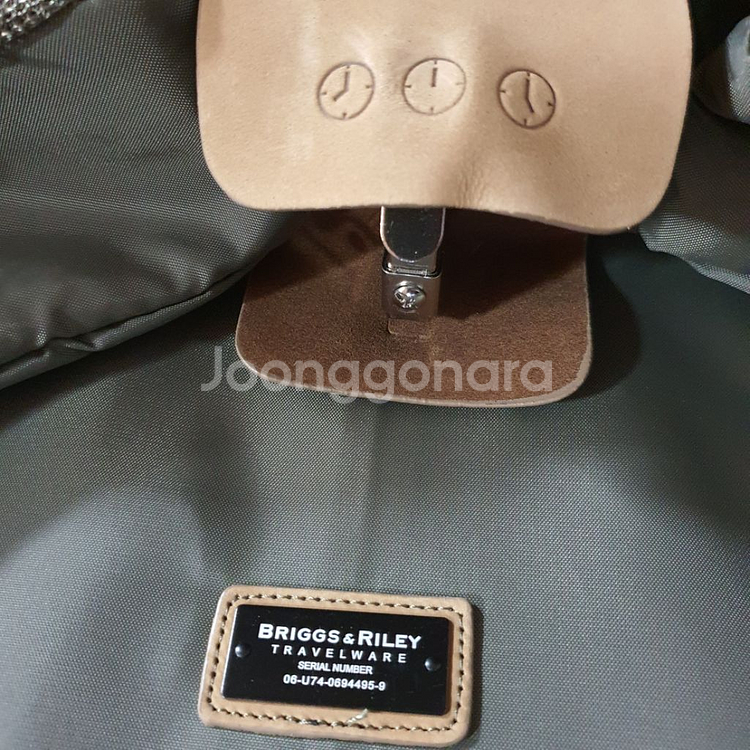 Joonggonara
BRIGGS & RILEY
TRAVELWARE
SERIAL NUMBER
06-U74-0694495-9